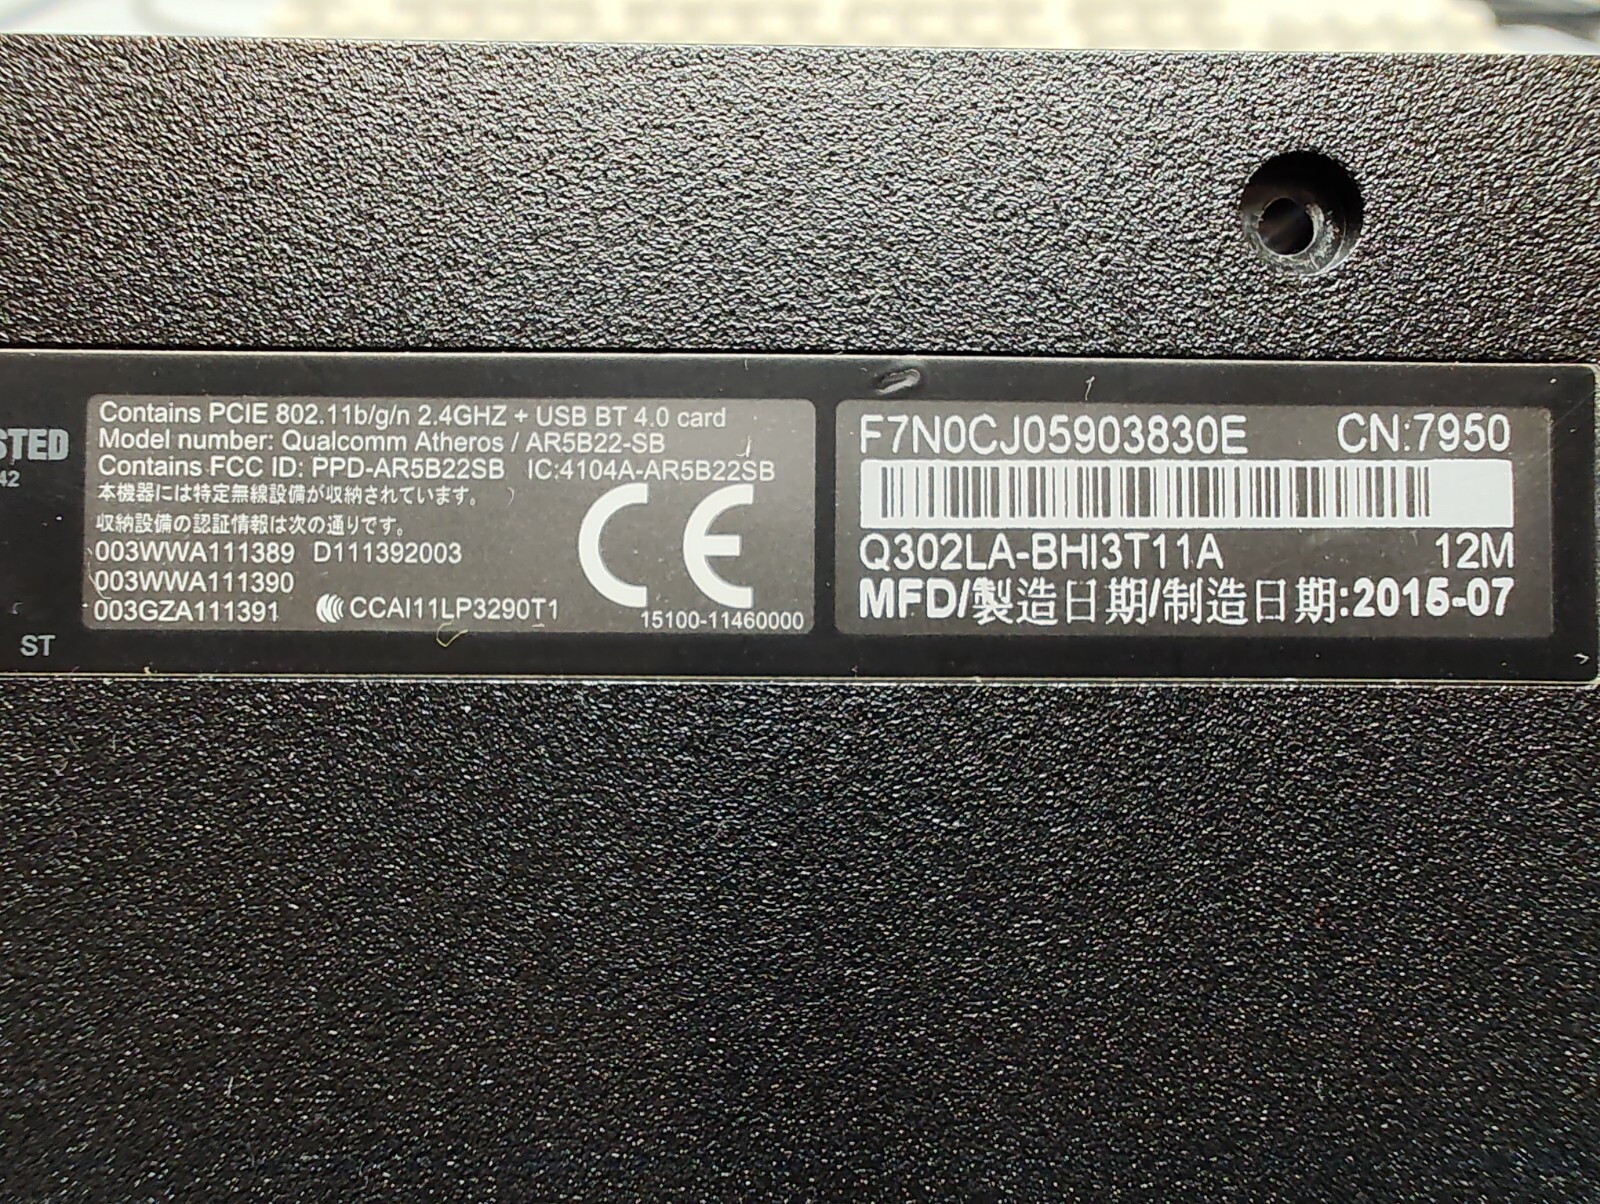 STED
42
ST
Contains PCIE 802.11b/g/n 2.4GHZ + USB BT 4.0 card
Model number: Qualcomm Atheros / AR5B22-SB
Contains FCC ID: PPD-AR5B22SB IC:4104A-AR5B22SB
本機器には特定無線設備が収納されています。
収納設備の認証情報は次の通りです。
003WWA111389 D111392003
003WWA111390
003GZA111391 CCAI11LP3290T1
CE
15100-11460000
F7N0CJ05903830E CN:7950
Q302LA-BHI3T11A 12M
MFD/製造日期/制造日期:2015-07